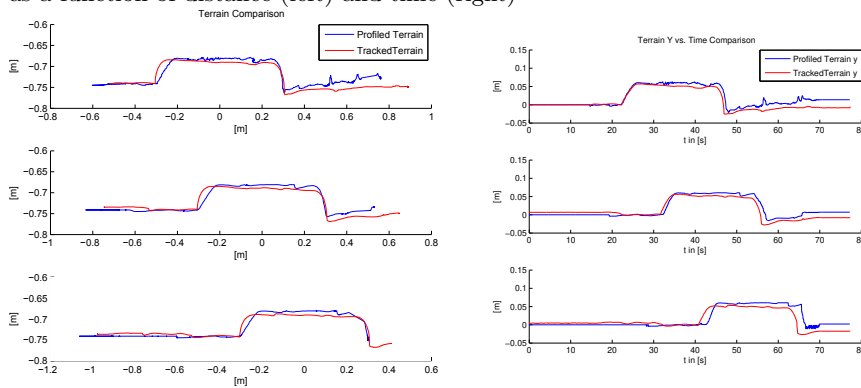 as a function of distance (left) and time (right)
Terrain Comparison
Profiled Terrain
TrackedTerrain
[m]
−0.6
−0.65
−0.7
−0.75
−0.8
−0.8 −0.6 −0.4 −0.2 0 0.2 0.4 0.6 0.8 1
[m]
[m]
−0.6
−0.65
−0.7
−0.75
−0.8
−1 −0.8 −0.6 −0.4 −0.2 0 0.2 0.4 0.6 0.8
[m]
[m]
−0.6
−0.65
−0.7
−0.75
−0.8
−1.2 −1 −0.8 −0.6 −0.4 −0.2 0 0.2 0.4 0.6
[m]
Terrain Y vs. Time Comparison
Profiled Terrain y
TrackedTerrain y
[m]
0.15
0.1
0.05
0
−0.05
0 10 20 30 40 50 60 70 80
t in [s]
[m]
0.15
0.1
0.05
0
−0.05
0 10 20 30 40 50 60 70 80
t in [s]
[m]
0.15
0.1
0.05
0
−0.05
0 10 20 30 40 50 60 70 80
t in [s]